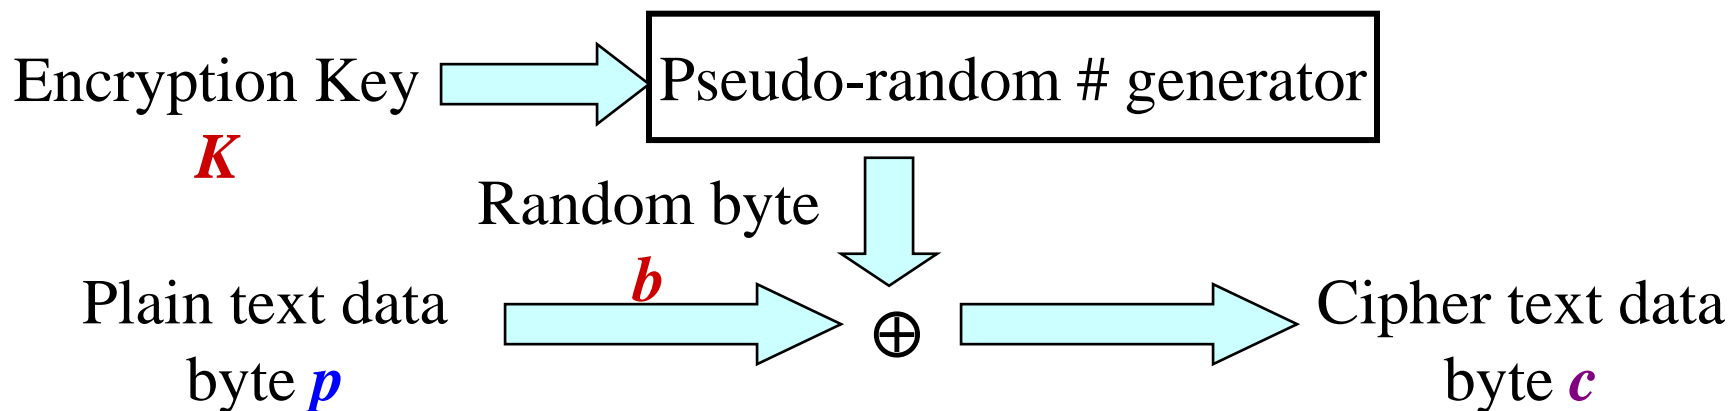 Encryption Key
K
Pseudo-random # generator
Random byte
b
Plain text data
byte p
⊕
Cipher text data
byte c